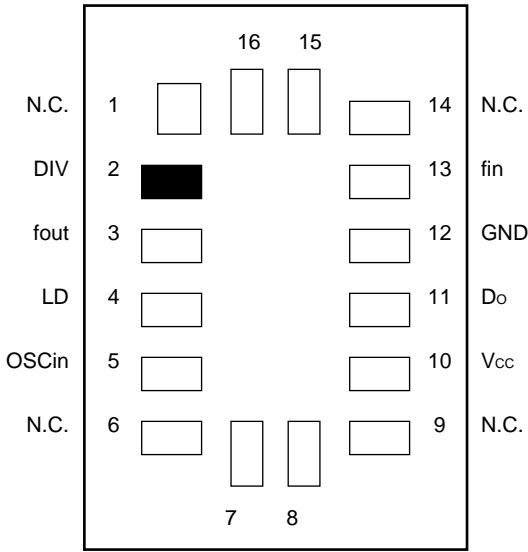 16 15
N.C. 1 14 N.C.
DIV 2 13 fin
fout 3 12 GND
LD 4 11 Do
OSCin 5 10 Vcc
N.C. 6 9 N.C.
7 8